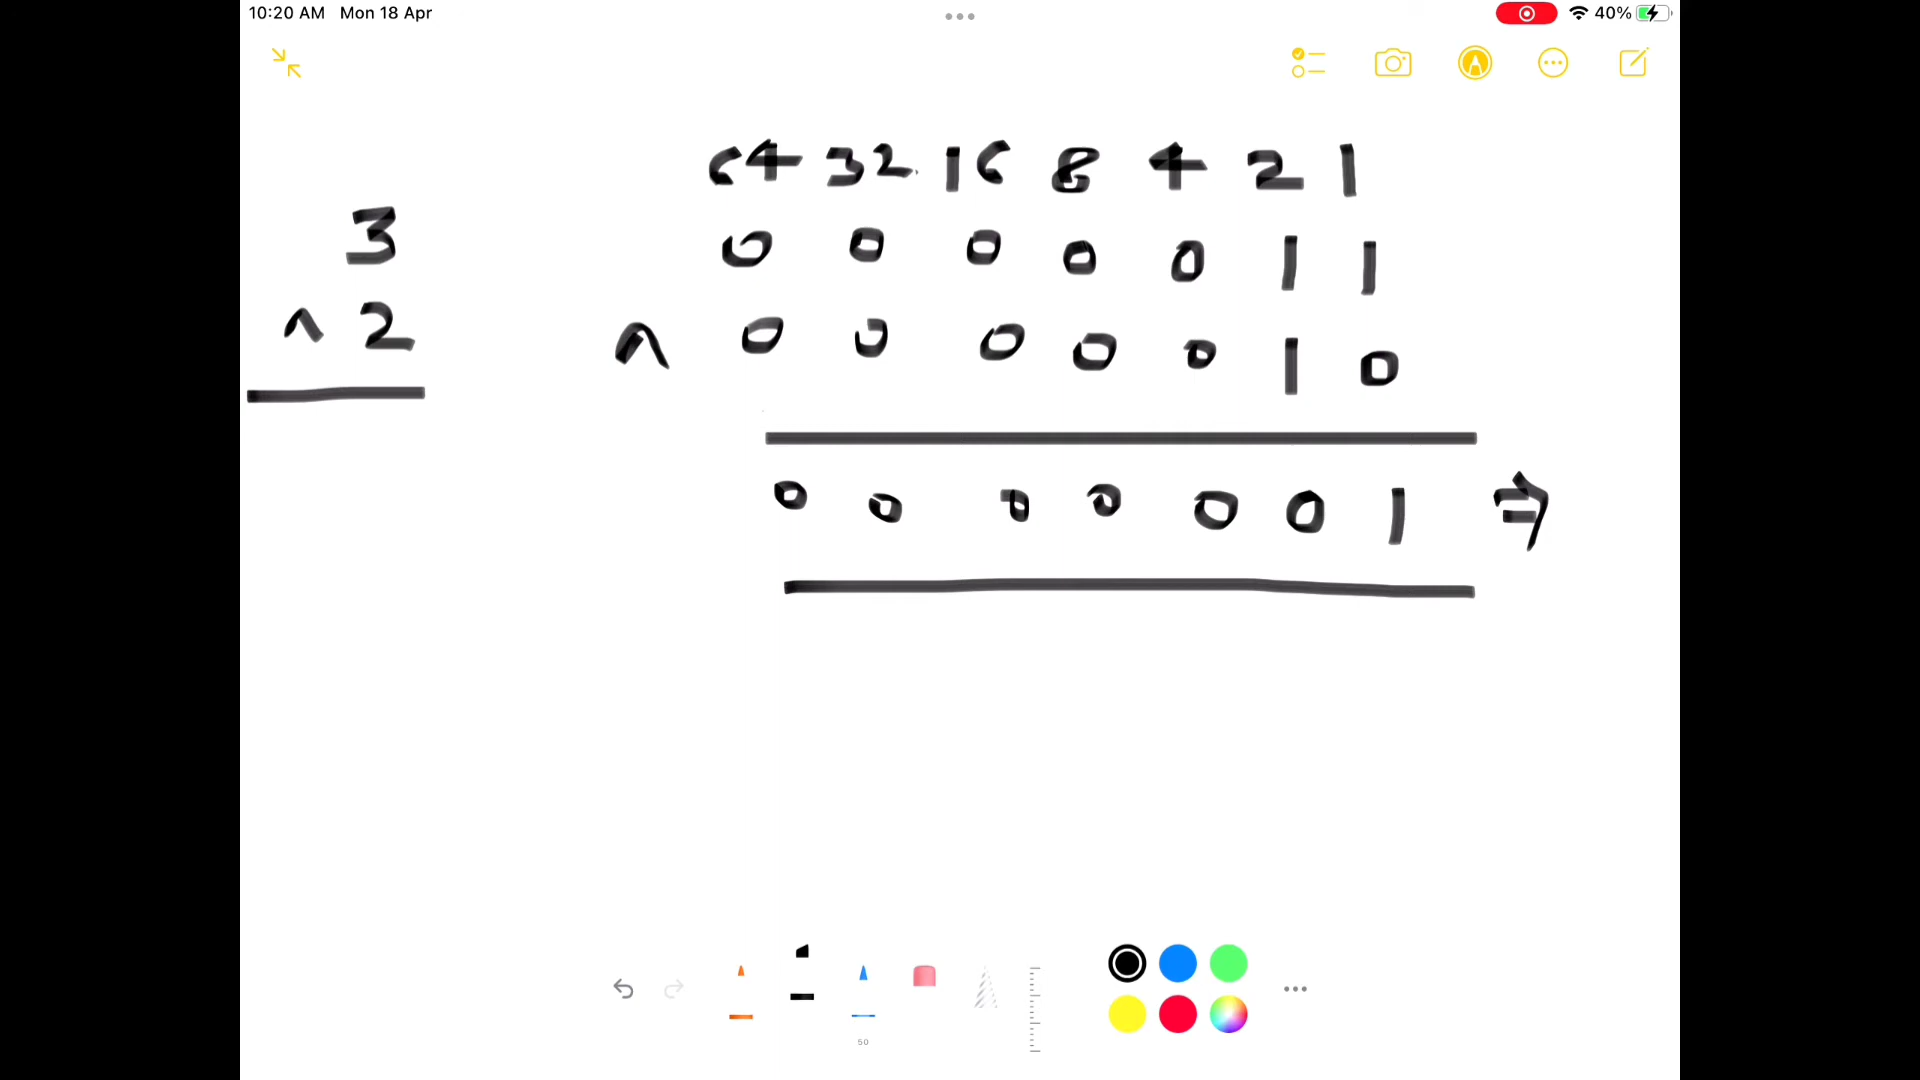 10:20 AM Mon 18 Apr
40%
64 32 16 8 4 2 1
3
0 0 0 0 0 1 1
^ 2
^ 0 0 0 0 0 1 0
0 0 0 0 0 0 1 ⇒
50